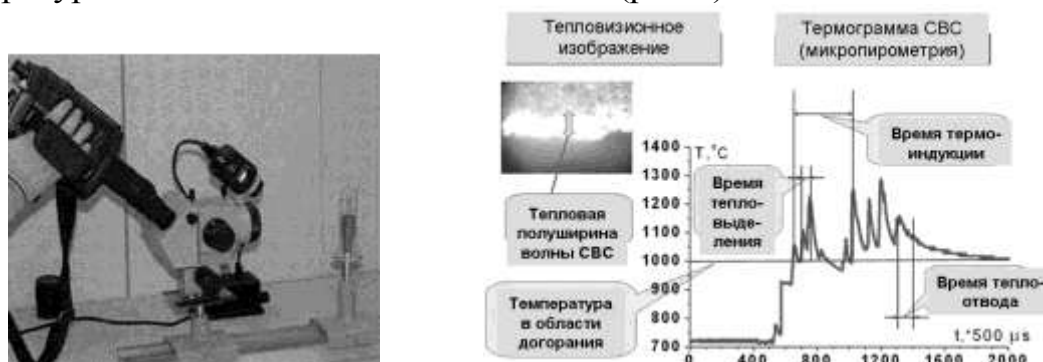 Тепловизионное
изображение
Термограмма СВС
(микропирометрия)
Время термо-
индукции
1400
T,°C
1300
Время
тепло-
выде-
ления
1200
1100
Тепловая
полуширина
волны СВС
1000
900
800
700
Температура
в области
догорания
Время тепло-
отвода
t,*500 µs
0 400 800 1200 1600 2000